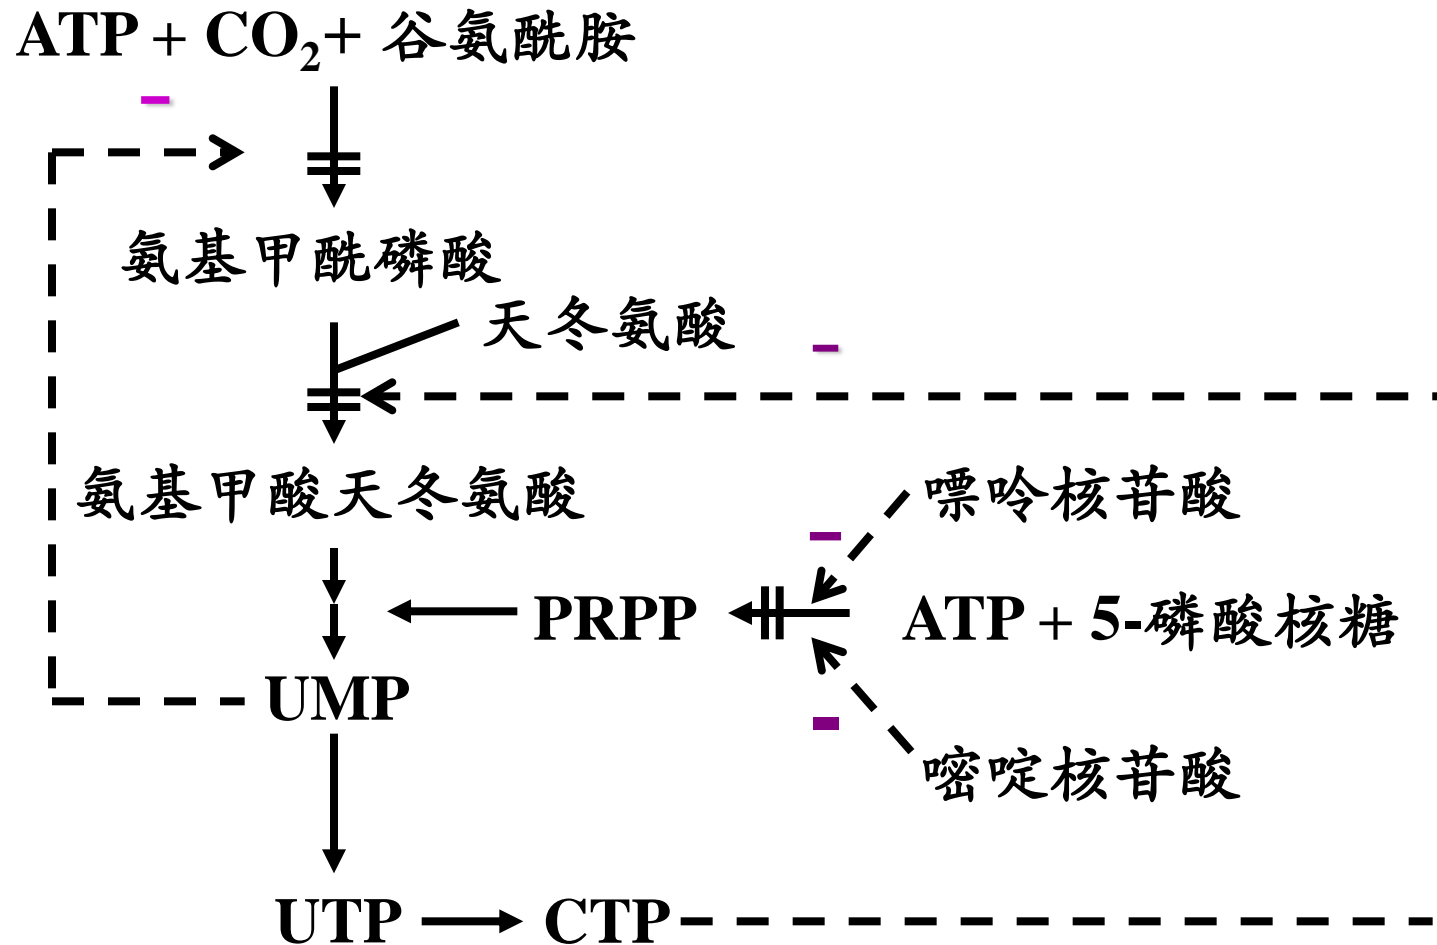 ATP + CO₂+ 谷氨酰胺
氨基甲酰磷酸
天冬氨酸
氨基甲酸天冬氨酸
嘌呤核苷酸
PRPP
ATP + 5-磷酸核糖
UMP
嘧啶核苷酸
UTP
CTP